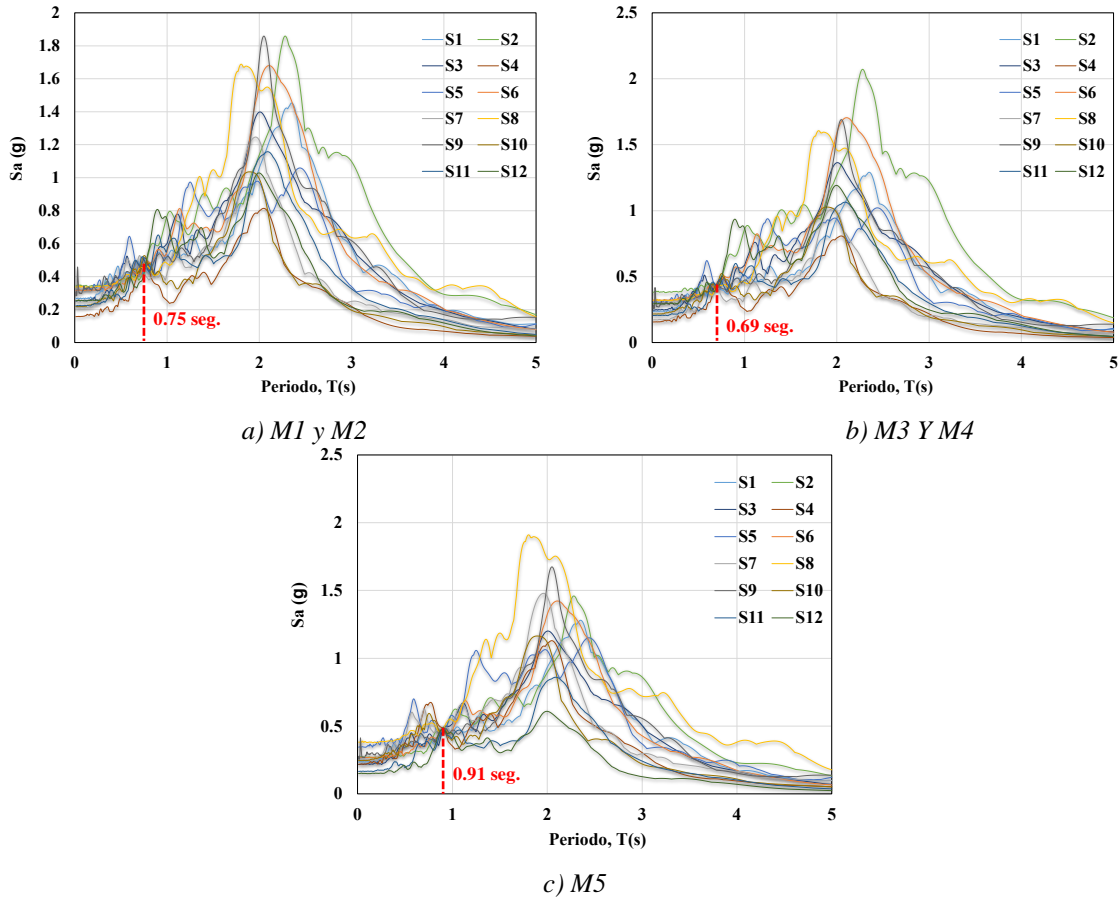 2
1.8
1.6
1.4
1.2
1
0.8
0.6
0.4
0.2
0
Sa (g)
S1 S2
S3 S4
S5 S6
S7 S8
S9 S10
S11 S12
0.75 seg.
0 1 2 3 4 5
Periodo, T(s)
a) M1 y M2
2.5
2
1.5
1
0.5
0
Sa (g)
S1 S2
S3 S4
S5 S6
S7 S8
S9 S10
S11 S12
0.69 seg.
0 1 2 3 4 5
Periodo, T(s)
b) M3 Y M4
2.5
2
1.5
1
0.5
0
Sa (g)
S1 S2
S3 S4
S5 S6
S7 S8
S9 S10
S11 S12
0.91 seg.
0 1 2 3 4 5
Periodo, T(s)
c) M5